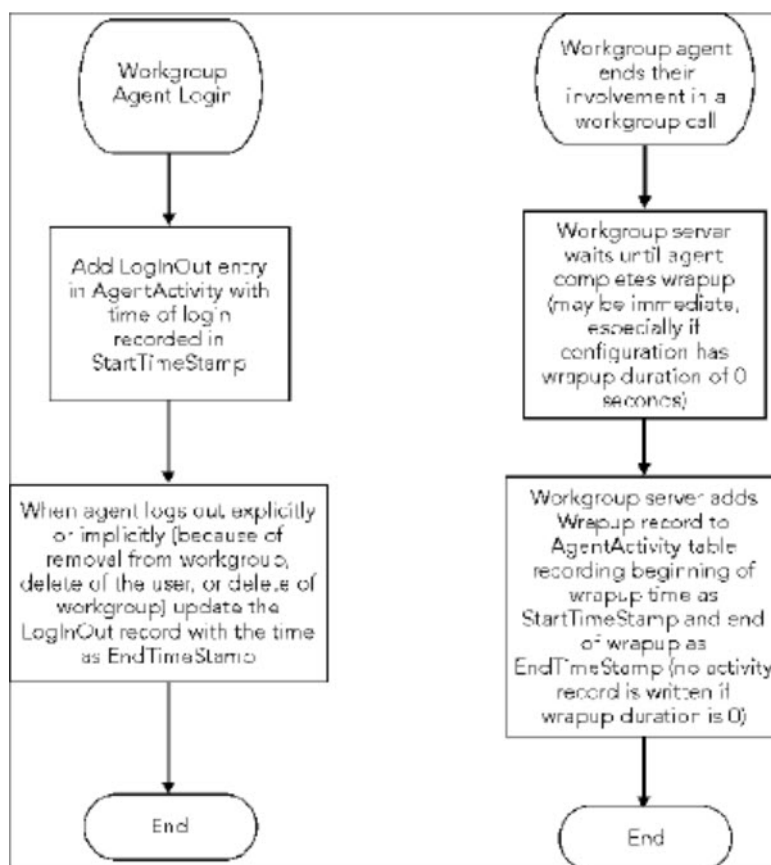 Workgroup
Agent Login
Add LogInOut entry
in AgentActivity with
time of login
recorded in
StartTimeStamp
When agent logs out explicitly
or implicitly (because of
removal from workgroup,
delete of the user, or delete of
workgroup) update the
LogInOut record with the time
as EndTimeStamp
End
Workgroup agent
ends their
involvement in a
workgroup call
Workgroup server
waits until agent
completes wrapup
(may be immediate,
especially if
configuration has
wrapup duration of 0
seconds)
Workgroup server adds
Wrapup record to
AgentActivity table
recording beginning of
wrapup time as
StartTimeStamp and end
of wrapup as
EndTimeStamp (no activity
record is written if
wrapup duration is 0)
End